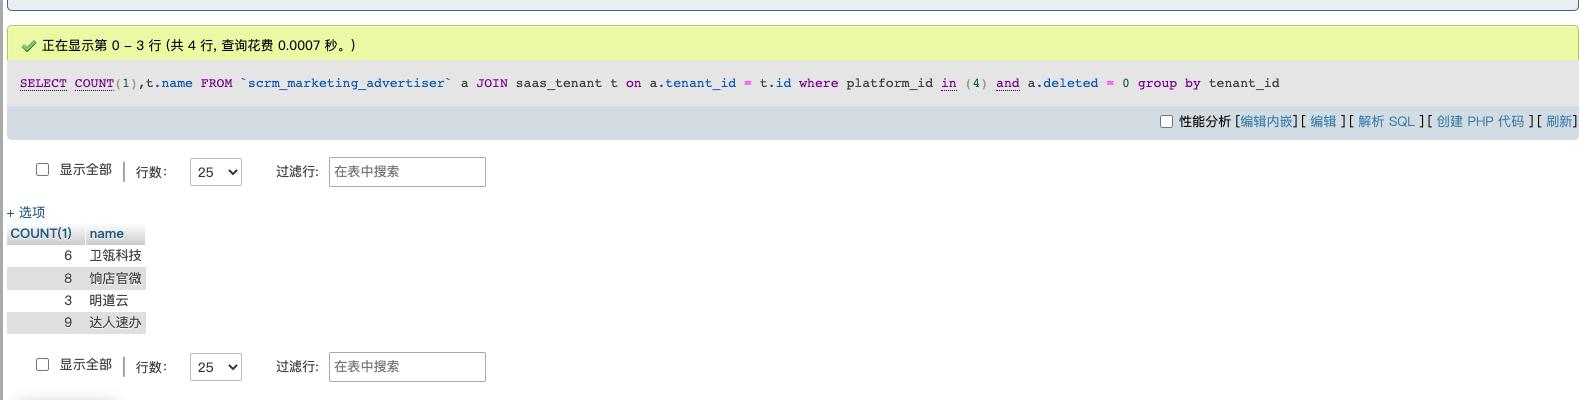 正在显示第 0 - 3 行 (共 4 行, 查询花费 0.0007 秒。)
SELECT COUNT(1),t.name FROM `scrm_marketing_advertiser` a JOIN saas_tenant t on a.tenant_id = t.id where platform_id in (4) and a.deleted = 0 group by tenant_id
性能分析 [编辑内嵌] [ 编辑 ] [ 解析 SQL ] [ 创建 PHP 代码 ] [ 刷新]
显示全部 | 行数: 25 过滤行: 在表中搜索
+ 选项
COUNT(1) name
6 卫瓴科技
8 饷店官微
3 明道云
9 达人速办
显示全部 | 行数: 25 过滤行: 在表中搜索